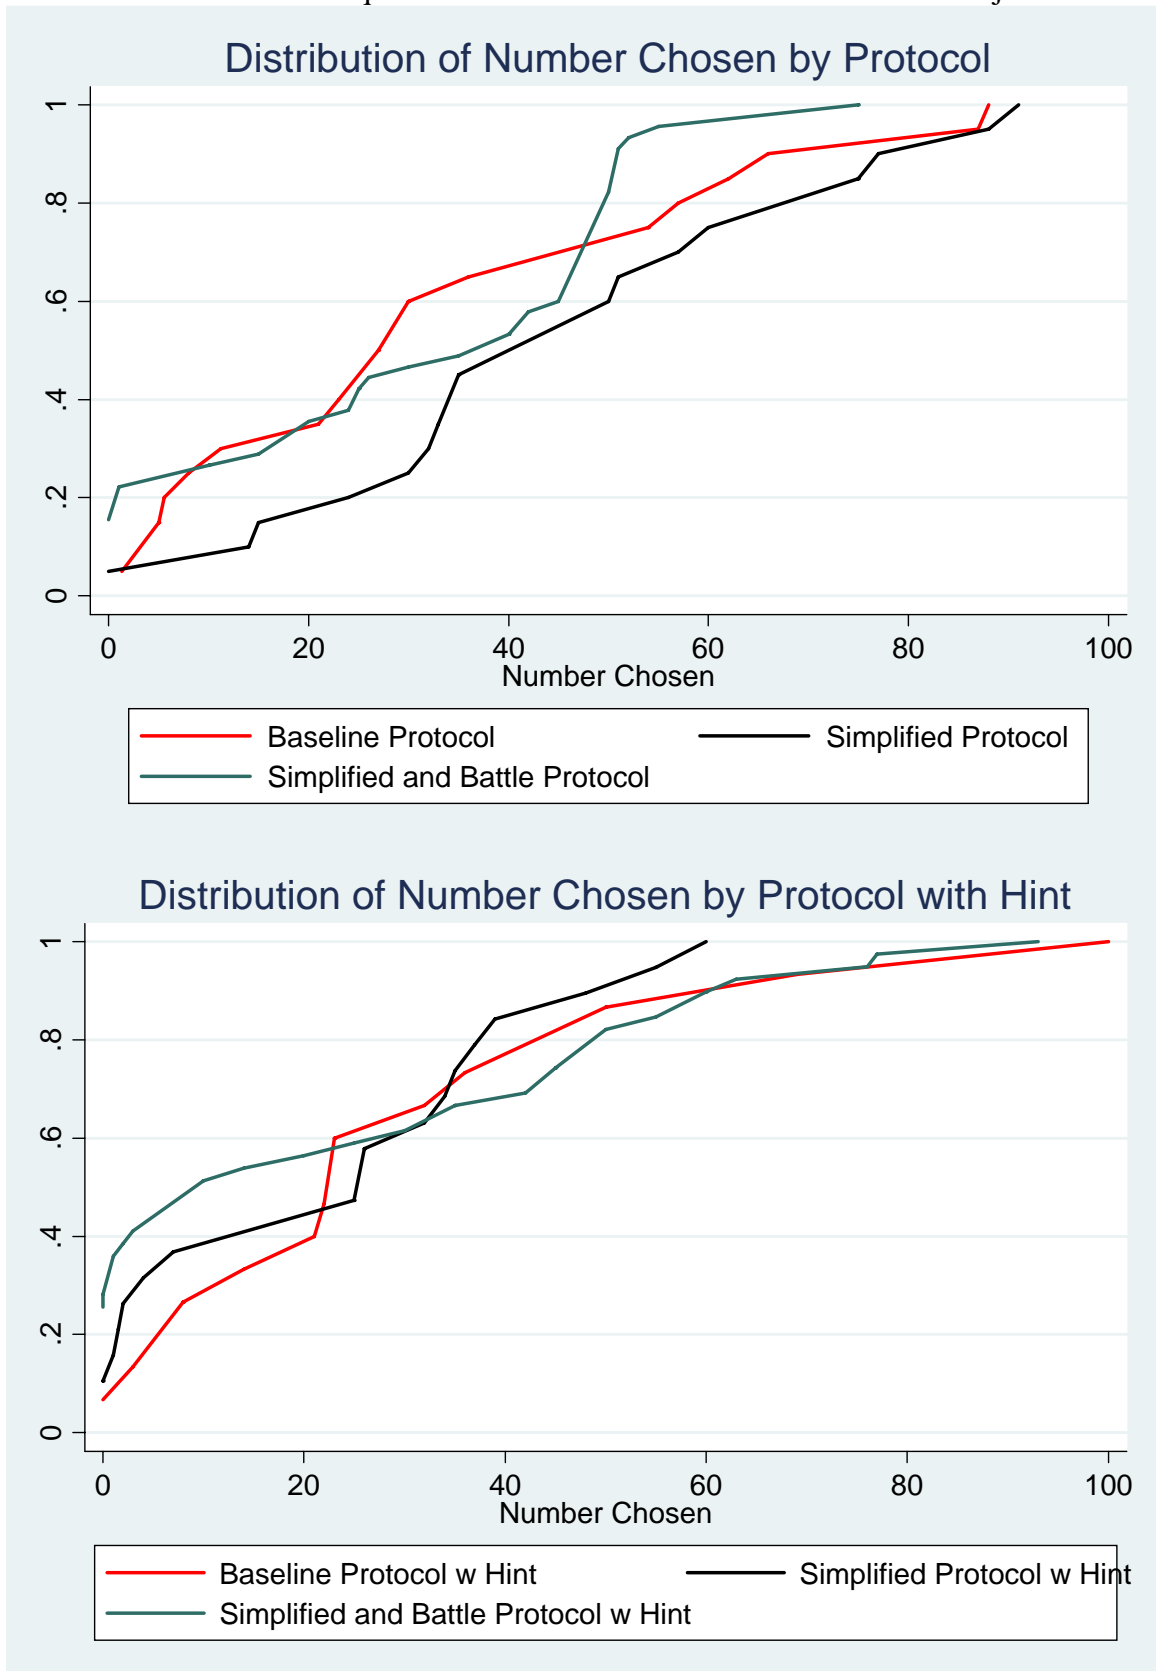 Distribution of Number Chosen by Protocol
1
.8
.6
.4
.2
0
0 20 40 60 80 100
Number Chosen
Baseline Protocol Simplified Protocol
Simplified and Battle Protocol
Distribution of Number Chosen by Protocol with Hint
1
.8
.6
.4
.2
0
0 20 40 60 80 100
Number Chosen
Baseline Protocol w Hint Simplified Protocol w Hint
Simplified and Battle Protocol w Hint